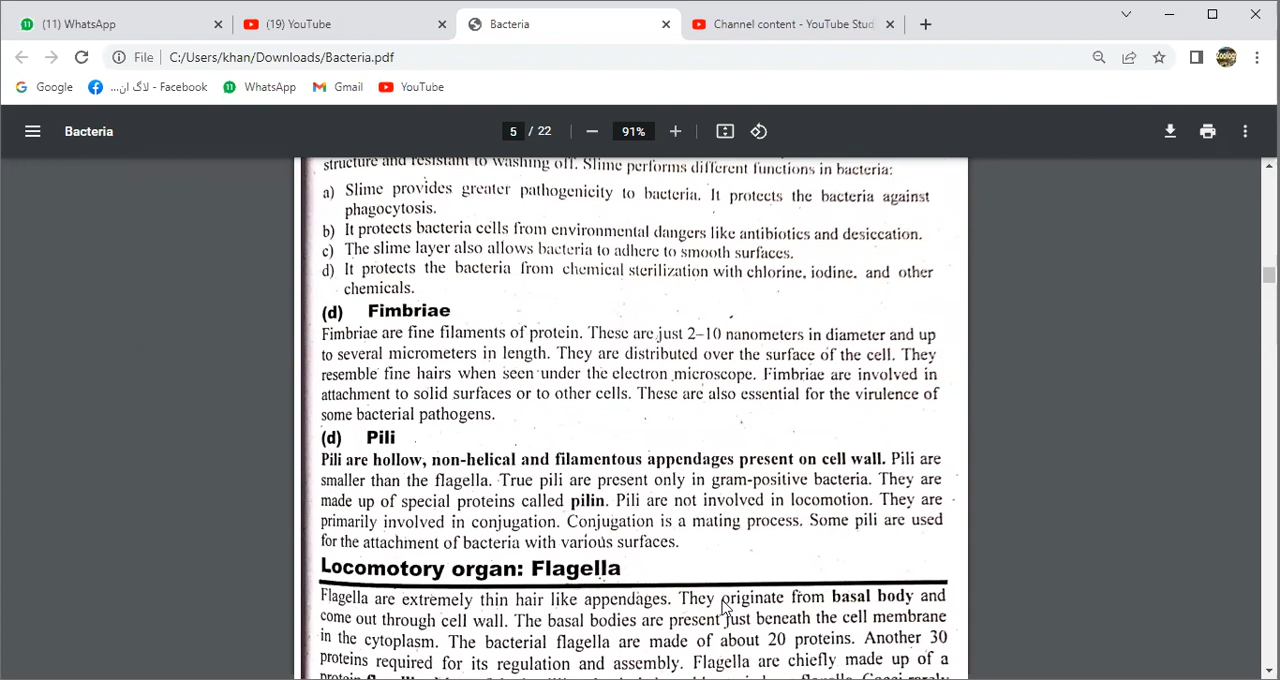 (11) WhatsApp
(19) YouTube
Bacteria
Channel content - YouTube Stud
File
C:/Users/khan/Downloads/Bacteria.pdf
Google
Facebook - لاگ ان...
WhatsApp
Gmail
YouTube
Bacteria
5 / 22
91%
structure and resistant to washing off. Slime performs different functions in bacteria:
a) Slime provides greater pathogenicity to bacteria. It protects the bacteria against
phagocytosis.
b) It protects bacteria cells from environmental dangers like antibiotics and desiccation.
c) The slime layer also allows bacteria to adhere to smooth surfaces.
d) It protects the bacteria from chemical sterilization with chlorine, iodine, and other
chemicals.
(d) Fimbriae
Fimbriae are fine filaments of protein. These are just 2–10 nanometers in diameter and up
to several micrometers in length. They are distributed over the surface of the cell. They
resemble fine hairs when seen under the electron microscope. Fimbriae are involved in
attachment to solid surfaces or to other cells. These are also essential for the virulence of
some bacterial pathogens.
(d) Pili
Pili are hollow, non-helical and filamentous appendages present on cell wall. Pili are
smaller than the flagella. True pili are present only in gram-positive bacteria. They are
made up of special proteins called pilin. Pili are not involved in locomotion. They are
primarily involved in conjugation. Conjugation is a mating process. Some pili are used
for the attachment of bacteria with various surfaces.
Locomotory organ: Flagella
Flagella are extremely thin hair like appendages. They originate from basal body and
come out through cell wall. The basal bodies are present just beneath the cell membrane
in the cytoplasm. The bacterial flagella are made of about 20 proteins. Another 30
proteins required for its regulation and assembly. Flagella are chiefly made up of a